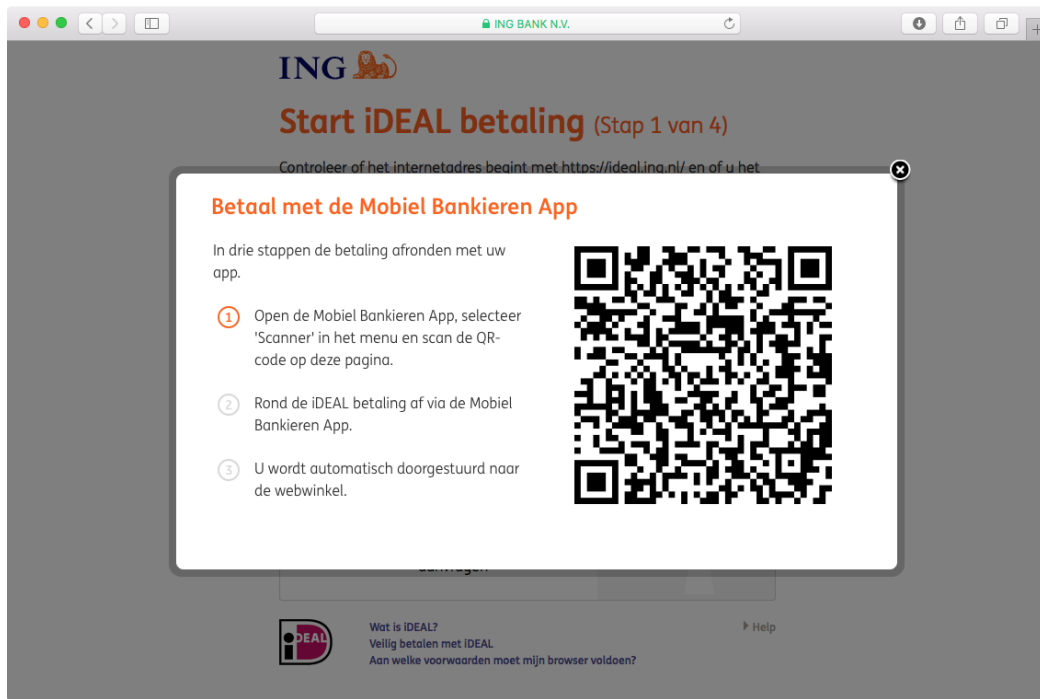 ING BANK N.V.
ING
Start iDEAL betaling (Stap 1 van 4)
Controleer of het internetadres begint met https://ideal.ing.nl/ en of u het
Betaal met de Mobiel Bankieren App
In drie stappen de betaling afronden met uw
app.
1 Open de Mobiel Bankieren App, selecteer
'Scanner' in het menu en scan de QR-
code op deze pagina.
2 Rond de iDEAL betaling af via de Mobiel
Bankieren App.
3 U wordt automatisch doorgestuurd naar
de webwinkel.
iDEAL
Wat is iDEAL?
Veilig betalen met iDEAL
Aan welke voorwaarden moet mijn browser voldoen?
Help